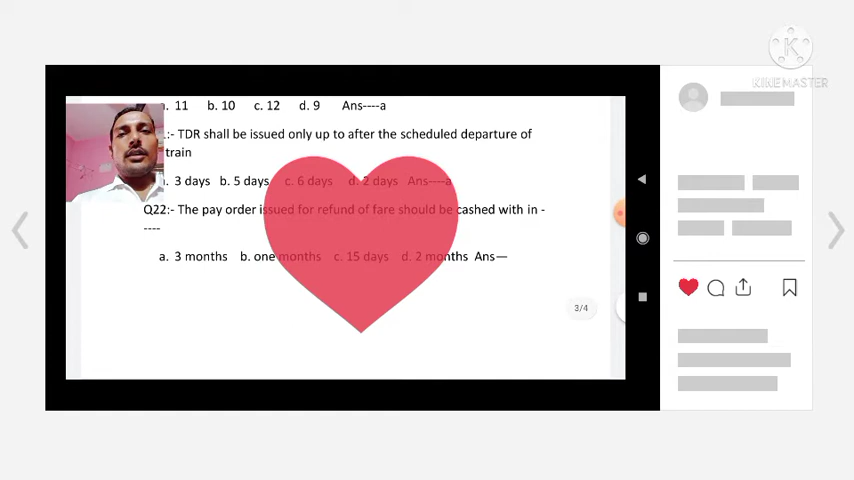 K
KINEMASTER
. 11 b. 10 c. 12 d. 9 Ans----a
:- TDR shall be issued only up to after the scheduled departure of
train
. 3 days b. 5 days c. 6 days d. 2 days Ans----a
Q22:- The pay order issued for refund of fare should be cashed with in -
----
a. 3 months b. one months c. 15 days d. 2 months Ans—
3/4